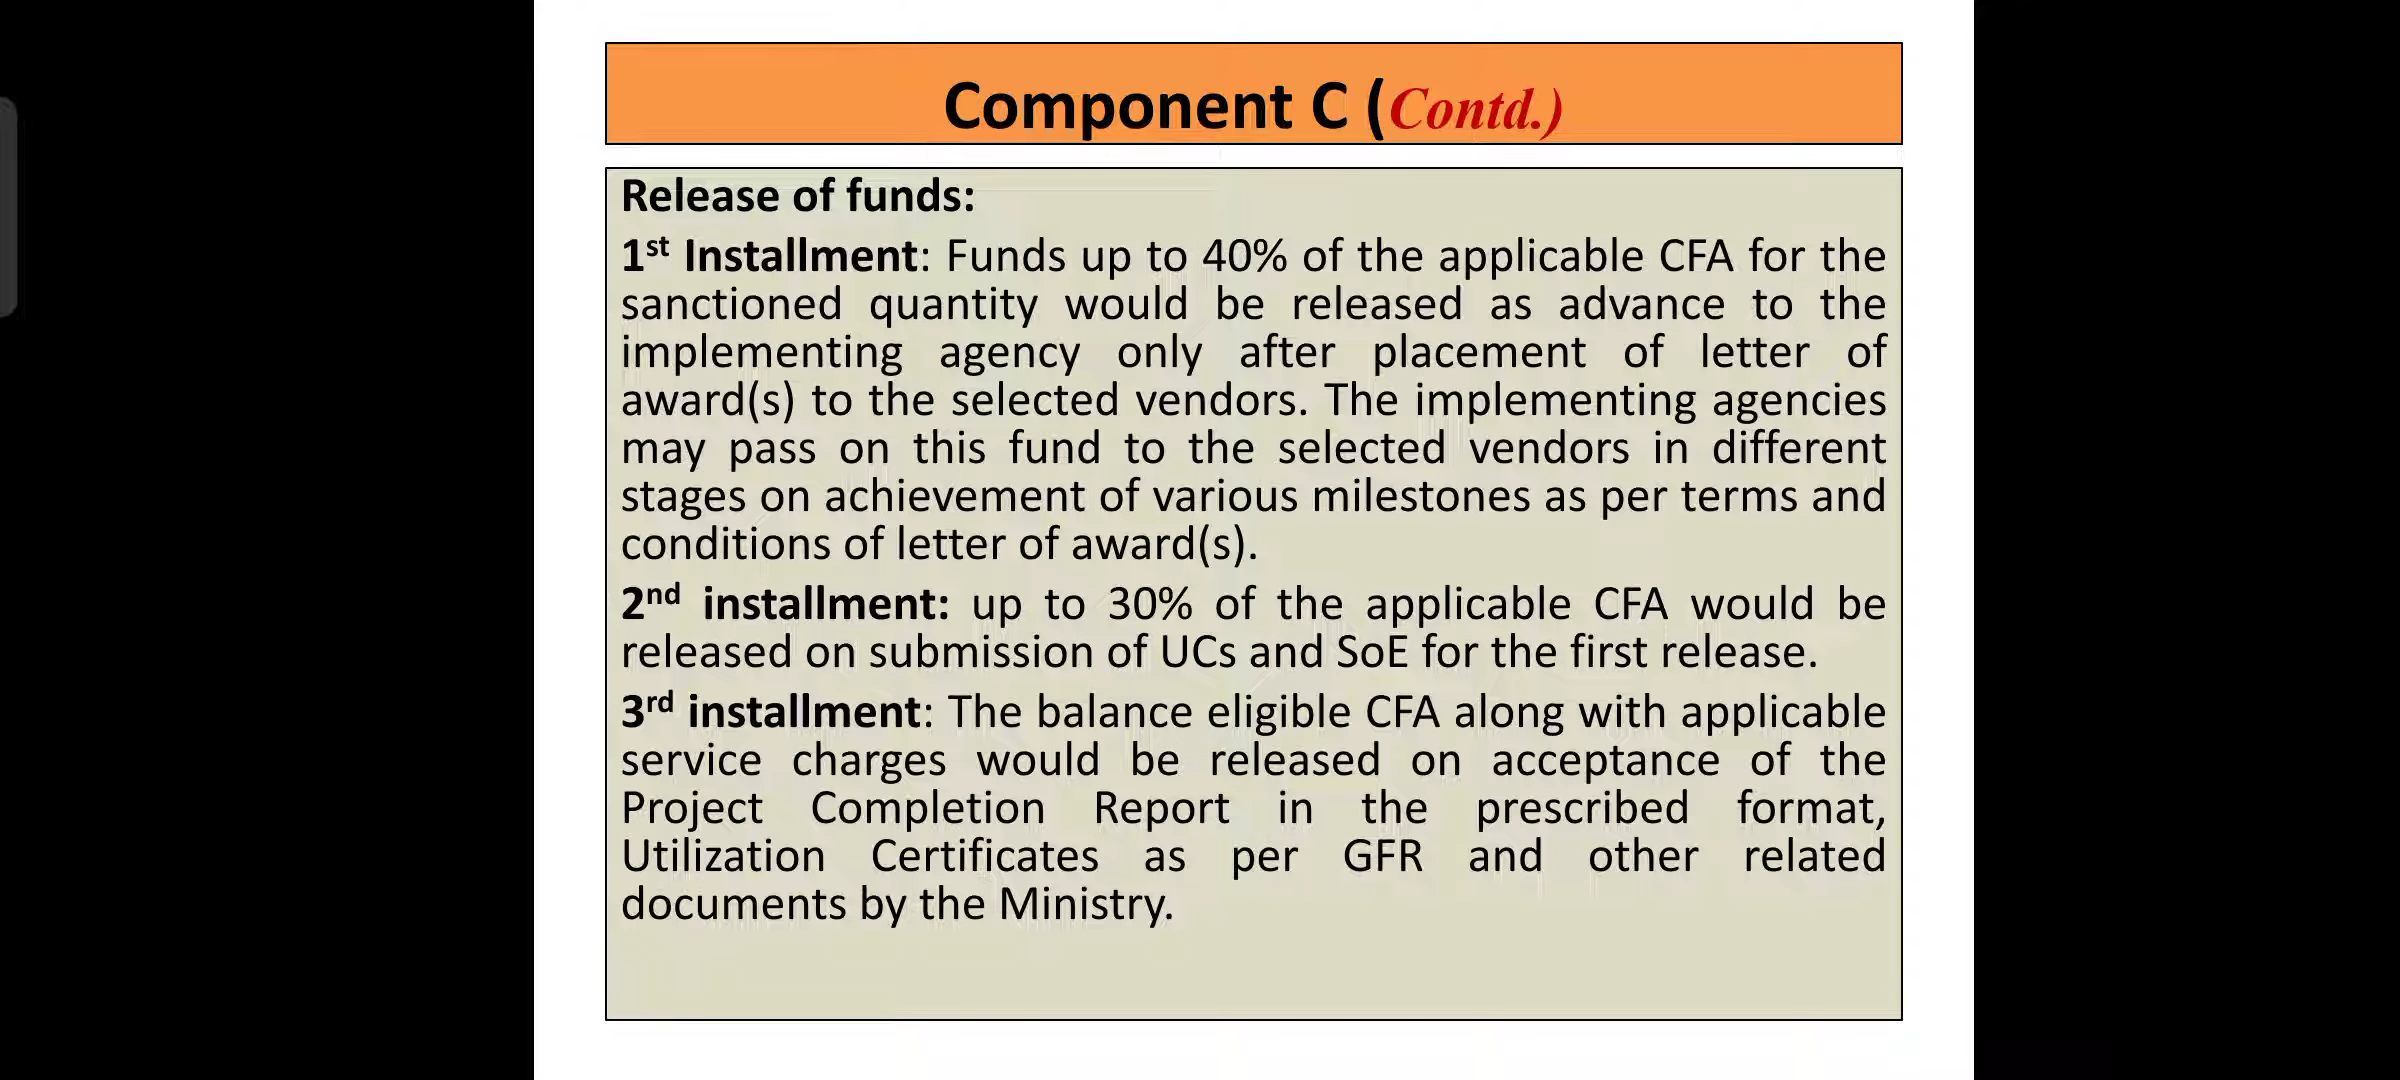 Component C (Contd.)
Release of funds:
1st Installment: Funds up to 40% of the applicable CFA for the
sanctioned quantity would be released as advance to the
implementing agency only after placement of letter of
award(s) to the selected vendors. The implementing agencies
may pass on this fund to the selected vendors in different
stages on achievement of various milestones as per terms and
conditions of letter of award(s).
2nd installment: up to 30% of the applicable CFA would be
released on submission of UCs and SoE for the first release.
3rd installment: The balance eligible CFA along with applicable
service charges would be released on acceptance of the
Project Completion Report in the prescribed format,
Utilization Certificates as per GFR and other related
documents by the Ministry.